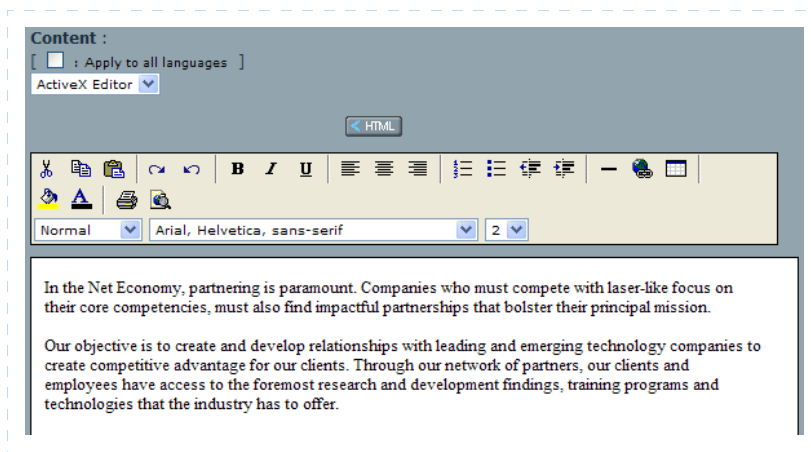 Content :
[ : Apply to all languages ]
ActiveX Editor
< HTML
B I U
A
Normal Arial, Helvetica, sans-serif 2
In the Net Economy, partnering is paramount. Companies who must compete with laser-like focus on
their core competencies, must also find impactful partnerships that bolster their principal mission.
Our objective is to create and develop relationships with leading and emerging technology companies to
create competitive advantage for our clients. Through our network of partners, our clients and
employees have access to the foremost research and development findings, training programs and
technologies that the industry has to offer.